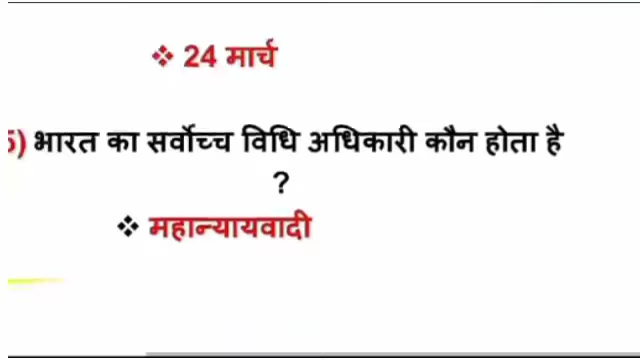 ❖ 24 मार्च
5) भारत का सर्वोच्च विधि अधिकारी कौन होता है
?
❖ महान्यायवादी